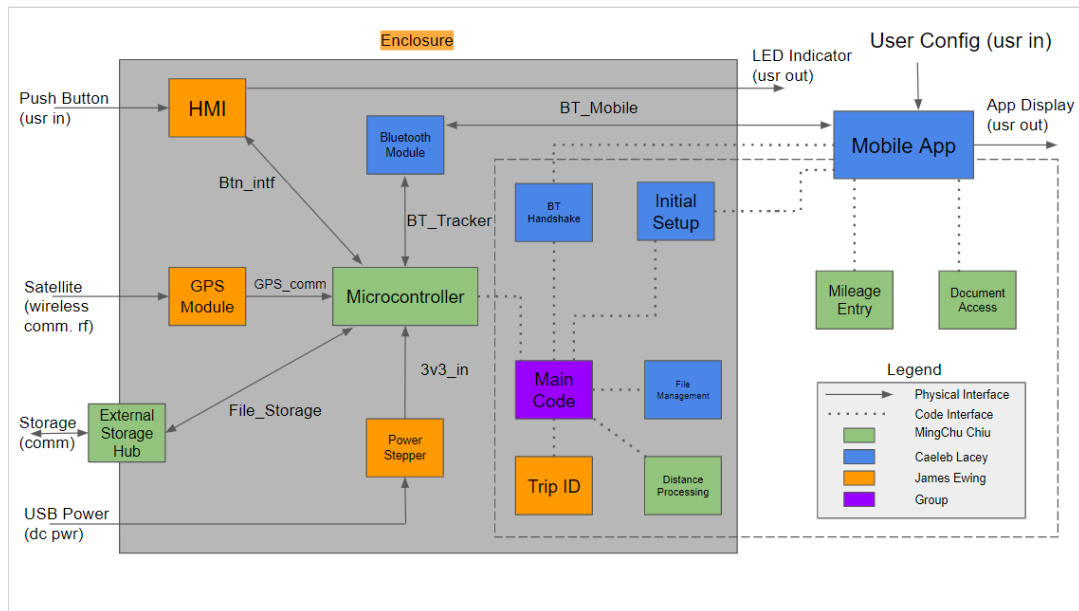 Enclosure
User Config (usr in)
LED Indicator
(usr out)
Push Button
(usr in)
HMI
BT_Mobile
App Display
(usr out)
Bluetooth
Module
Mobile App
Btn_intf
BT_Tracker
BT
Handshake
Initial
Setup
Satellite
(wireless
comm. rf)
GPS
Module
GPS_comm
Microcontroller
Mileage
Entry
Document
Access
3v3_in
Main
Code
File
Management
Legend
Physical Interface
Code Interface
MingChu Chiu
Caeleb Lacey
James Ewing
Group
Storage
(comm)
External
Storage
Hub
File_Storage
Power
Stepper
Trip ID
Distance
Processing
USB Power
(dc pwr)